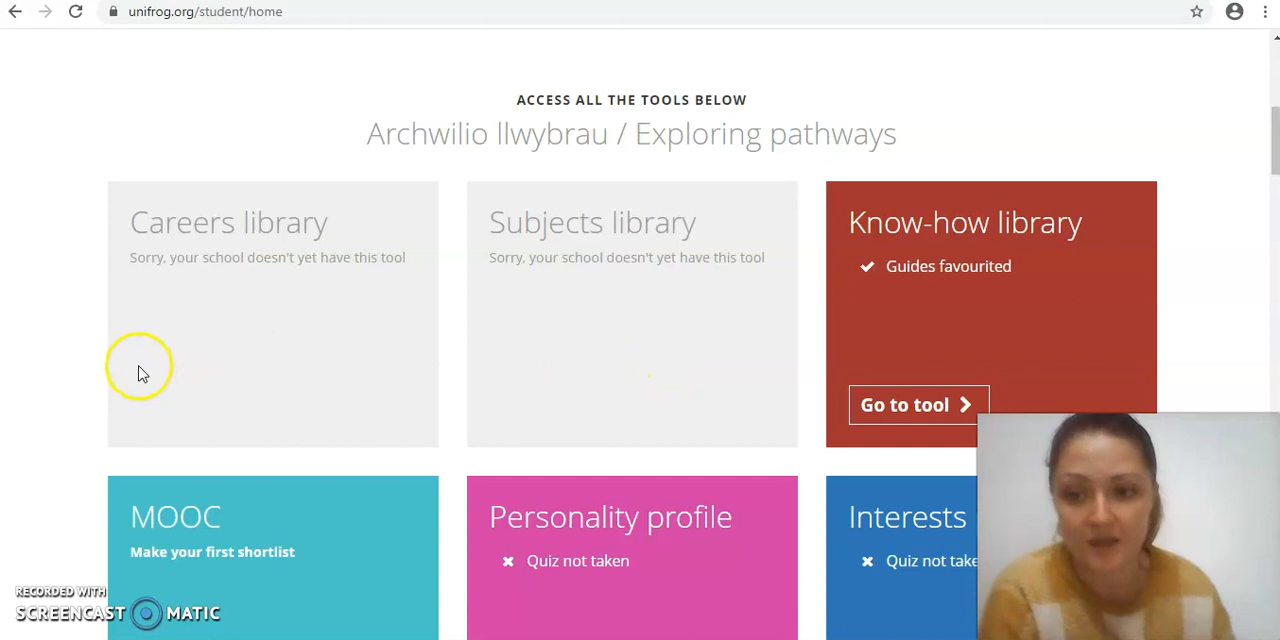 unifrog.org/student/home
ACCESS ALL THE TOOLS BELOW
Archwilio llwybrau / Exploring pathways
Careers library
Sorry, your school doesn't yet have this tool
Subjects library
Sorry, your school doesn't yet have this tool
Know-how library
Guides favourited
Go to tool
MOOC
Make your first shortlist
Personality profile
Quiz not taken
Interests
Quiz not take
RECORDED WITH
SCREENCAST MATIC